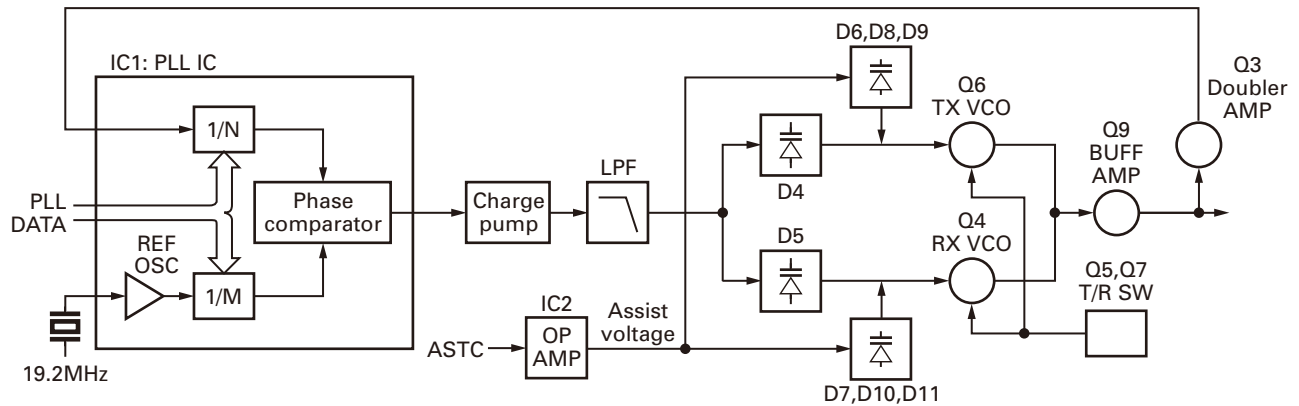 IC1: PLL IC
1/N
PLL
DATA
REF
OSC
1/M
19.2MHz
Phase
comparator
Charge
pump
LPF
ASTC
IC2
OP
AMP
Assist
voltage
D6,D8,D9
D4
D5
D7,D10,D11
Q6
TX VCO
Q4
RX VCO
Q9
BUFF
AMP
Q3
Doubler
AMP
Q5,Q7
T/R SW